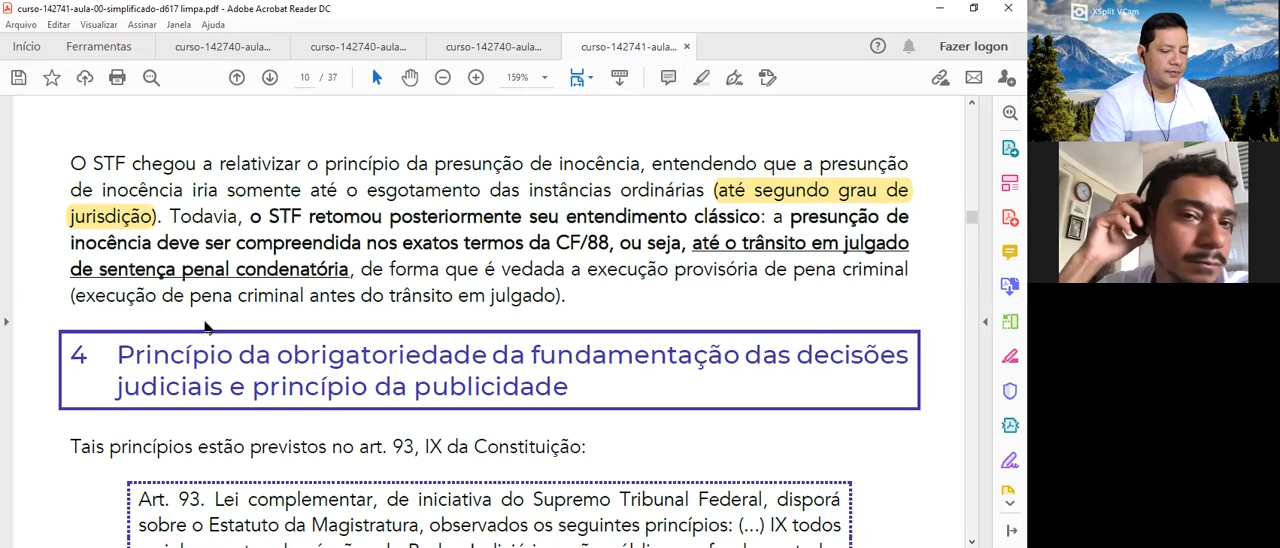 curso-142741-aula-00-simplificado-d617 limpa.pdf - Adobe Acrobat Reader DC
Arquivo Editar Visualizar Assinar Janela Ajuda
Início Ferramentas curso-142740-aula... curso-142740-aula... curso-142740-aula... curso-142741-aula... × Fazer logon
10 / 37 159%
O STF chegou a relativizar o princípio da presunção de inocência, entendendo que a presunção
de inocência iria somente até o esgotamento das instâncias ordinárias (até segundo grau de
jurisdição). Todavia, o STF retomou posteriormente seu entendimento clássico: a presunção de
inocência deve ser compreendida nos exatos termos da CF/88, ou seja, até o trânsito em julgado
de sentença penal condenatória, de forma que é vedada a execução provisória de pena criminal
(execução de pena criminal antes do trânsito em julgado).
4 Princípio da obrigatoriedade da fundamentação das decisões
judiciais e princípio da publicidade
Tais princípios estão previstos no art. 93, IX da Constituição:
Art. 93. Lei complementar, de iniciativa do Supremo Tribunal Federal, disporá
sobre o Estatuto da Magistratura, observados os seguintes princípios: (...) IX todos
XSplit VCam